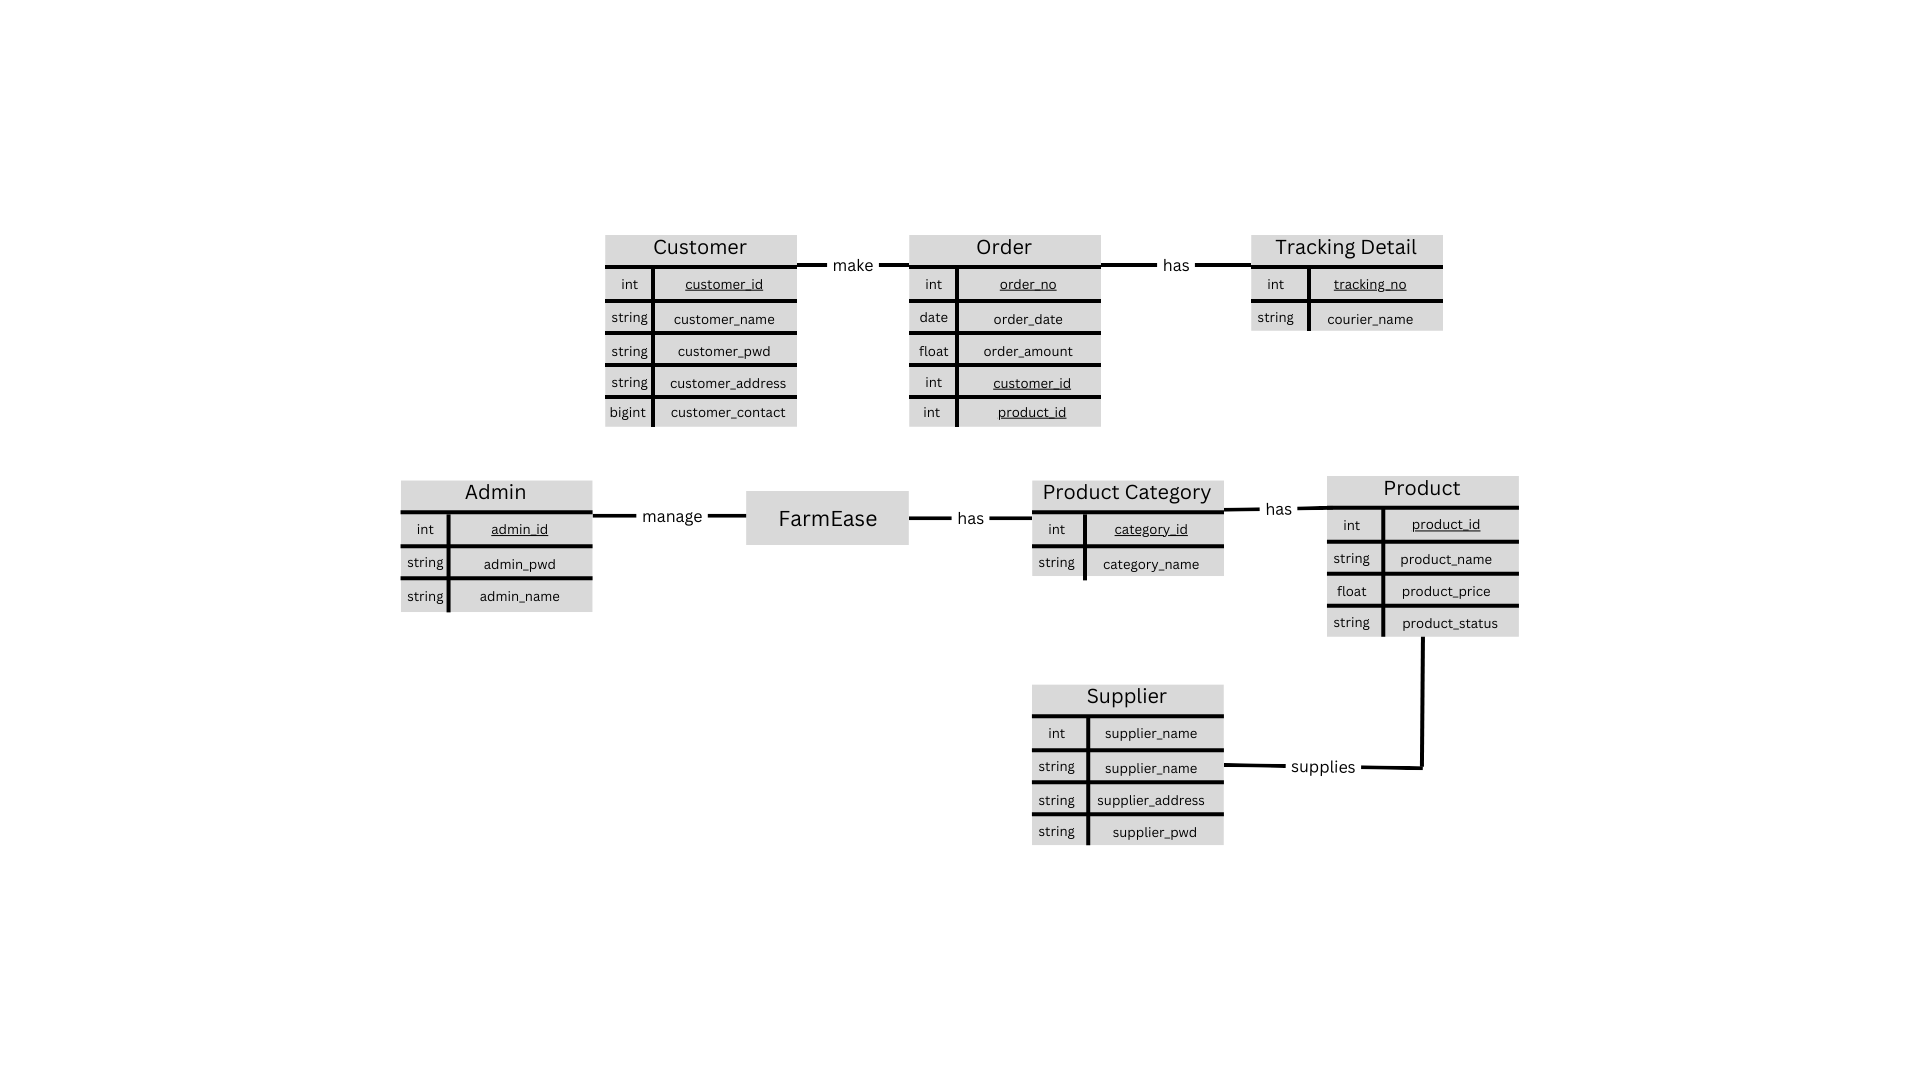 Customer
make
Order
has
Tracking Detail
int customer_id
string customer_name
string customer_pwd
string customer_address
bigint customer_contact
int order_no
date order_date
float order_amount
int customer_id
int product_id
int tracking_no
string courier_name
Admin
int admin_id
string admin_pwd
string admin_name
manage
FarmEase
has
Product Category
int category_id
string category_name
has
Product
int product_id
string product_name
float product_price
string product_status
Supplier
int supplier_name
string supplier_name
string supplier_address
string supplier_pwd
supplies